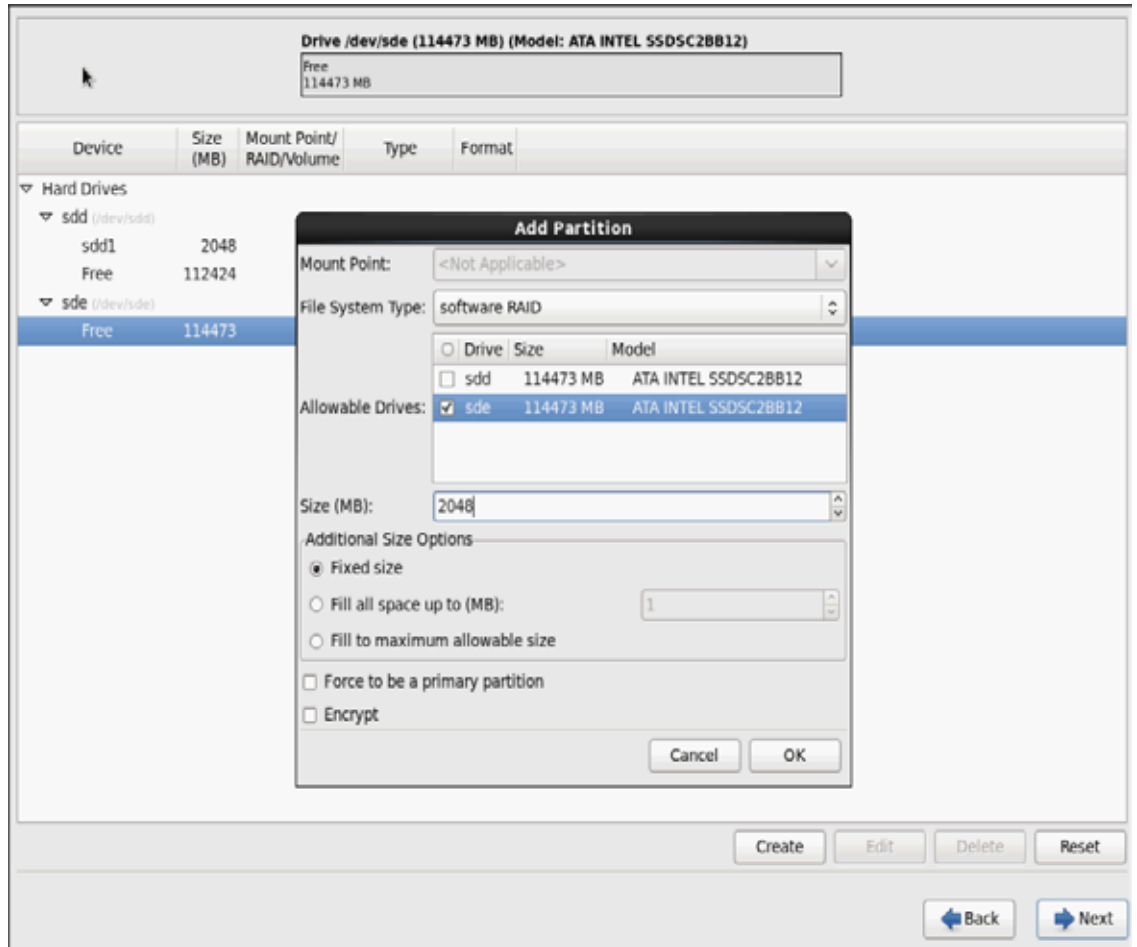 Drive /dev/sde (114473 MB) (Model: ATA INTEL SSDSC2BB12)
Free
114473 MB
Device Size (MB) Mount Point/ RAID/Volume Type Format
Hard Drives
sdd (/dev/sdd)
sdd1 2048
Free 112424
sde (/dev/sde)
Free 114473
Add Partition
Mount Point: <Not Applicable>
File System Type: software RAID
Drive Size Model
sdd 114473 MB ATA INTEL SSDSC2BB12
Allowable Drives: sde 114473 MB ATA INTEL SSDSC2BB12
Size (MB): 2048
Additional Size Options
Fixed size
Fill all space up to (MB): 1
Fill to maximum allowable size
Force to be a primary partition
Encrypt
Cancel OK
Create Edit Delete Reset
Back Next